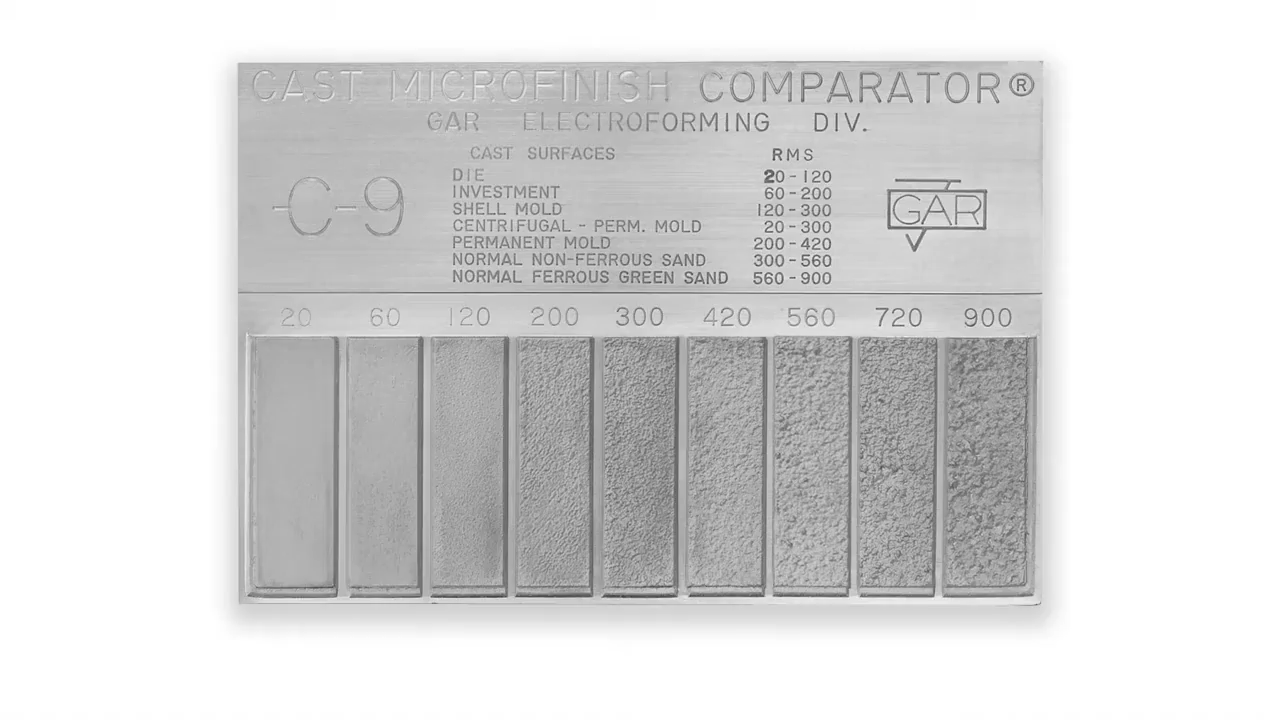 CAST MICROFINISH COMPARATOR®
GAR ELECTROFORMING DIV.
CAST SURFACES RMS
DIE 20-120
INVESTMENT 60-200
SHELL MOLD 120-300
CENTRIFUGAL - PERM. MOLD 20-300
PERMANENT MOLD 200-420
NORMAL NON-FERROUS SAND 300-560
NORMAL FERROUS GREEN SAND 560-900
C-9
GAR
20 60 120 200 300 420 560 720 900